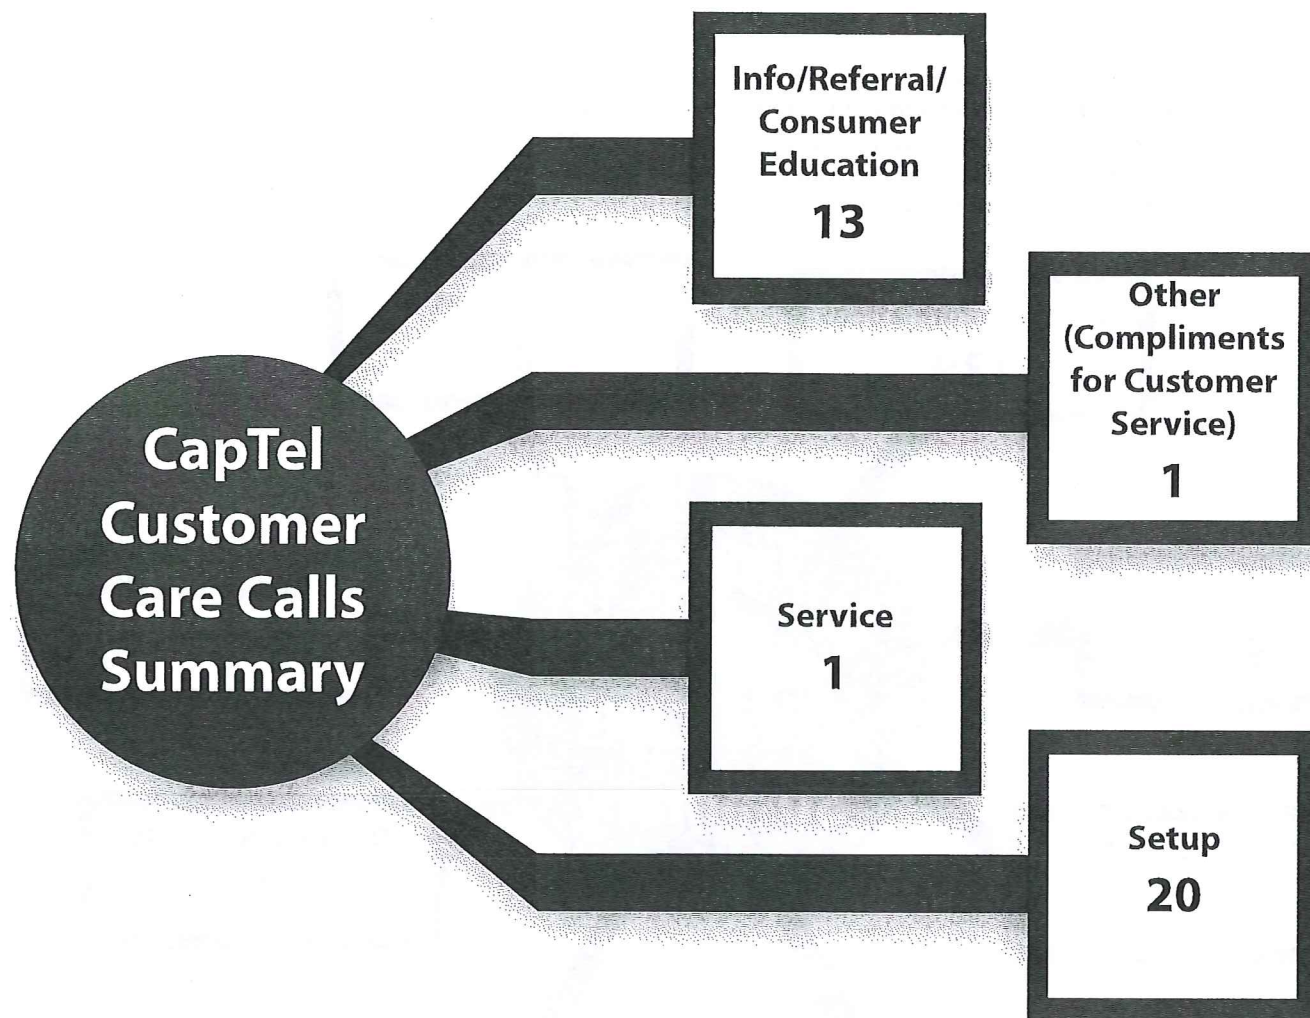 CapTel
Customer
Care Calls
Summary
Info/Referral/
Consumer
Education
13
Other
(Compliments
for Customer
Service)
1
Service
1
Setup
20